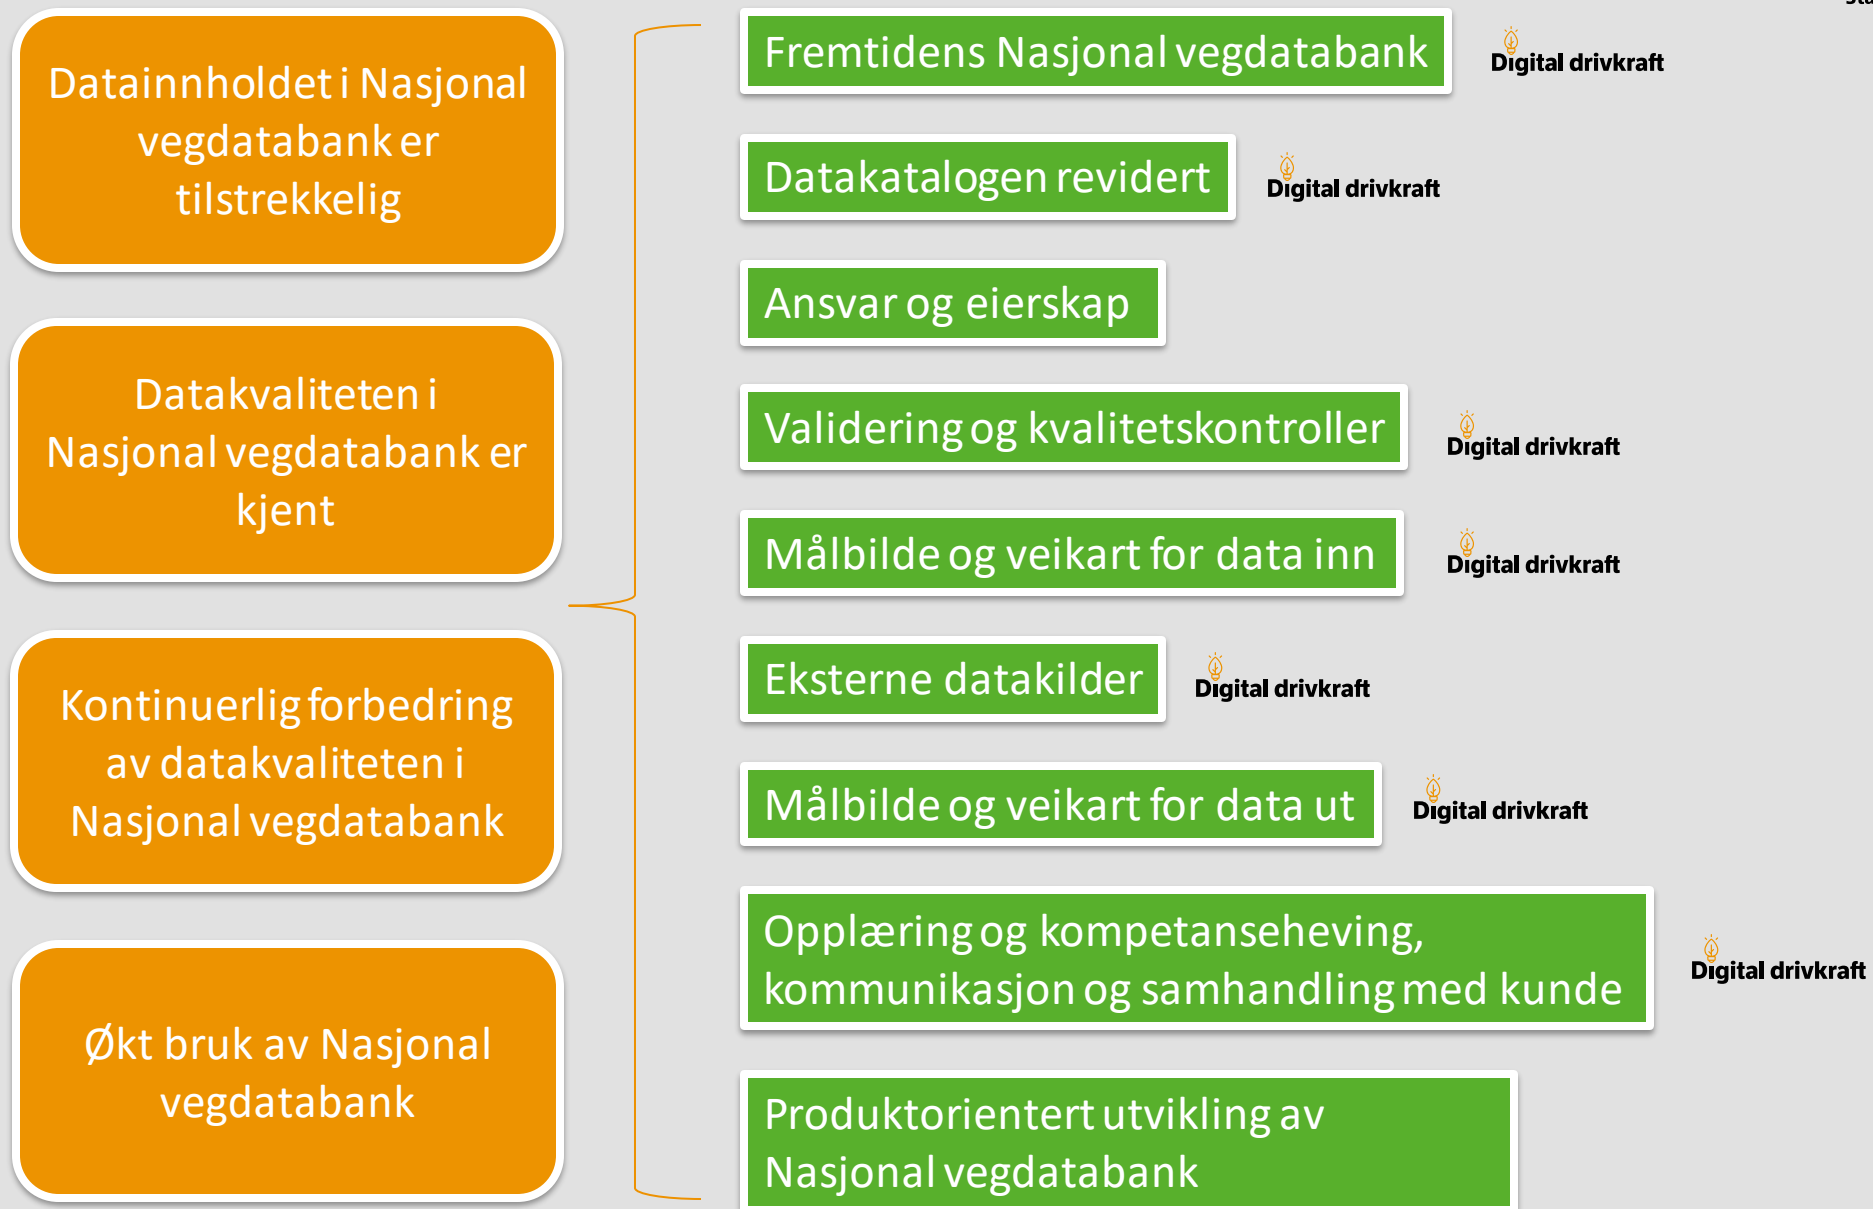 Datainnholdet i Nasjonal
vegdatabank er
tilstrekkelig
Datakvaliteten i
Nasjonal vegdatabank er
kjent
Kontinuerlig forbedring
av datakvaliteten i
Nasjonal vegdatabank
Økt bruk av Nasjonal
vegdatabank
Fremtidens Nasjonal vegdatabank
Digital drivkraft
Datakatalogen revidert
Digital drivkraft
Ansvar og eierskap
Validering og kvalitetskontroller
Digital drivkraft
Målbilde og veikart for data inn
Digital drivkraft
Eksterne datakilder
Digital drivkraft
Målbilde og veikart for data ut
Digital drivkraft
Opplæring og kompetanseheving,
kommunikasjon og samhandling med kunde
Digital drivkraft
Produktorientert utvikling av
Nasjonal vegdatabank